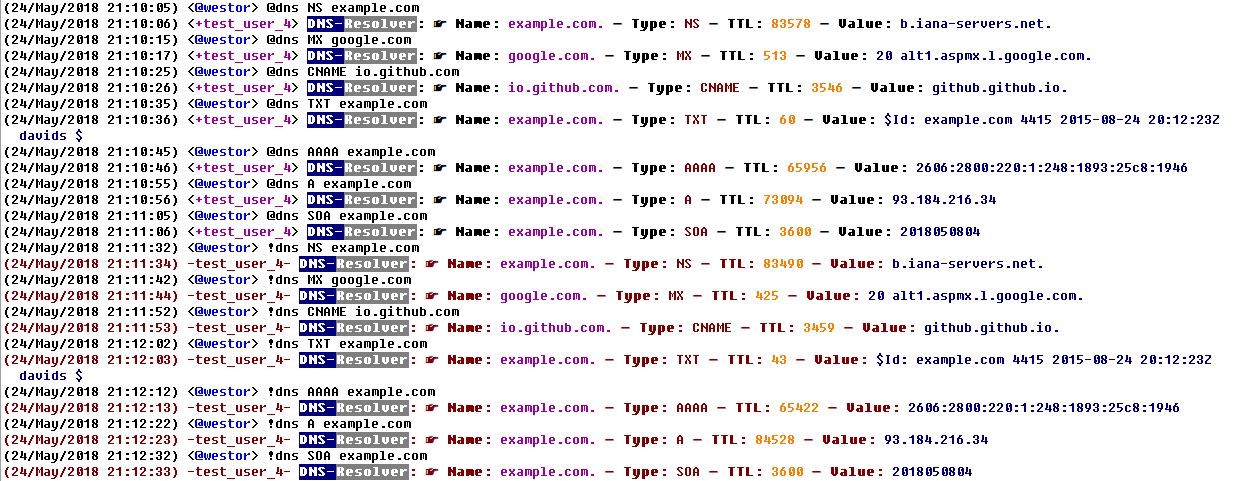 (24/May/2018 21:10:05) <@westor> @dns NS example.com
(24/May/2018 21:10:06) <+test_user_4> DNS-Resolver: ☛ Name: example.com. — Type: NS — TTL: 83578 — Value: b.iana-servers.net.
(24/May/2018 21:10:15) <@westor> @dns MX google.com
(24/May/2018 21:10:17) <+test_user_4> DNS-Resolver: ☛ Name: google.com. — Type: MX — TTL: 513 — Value: 20 alt1.aspmx.l.google.com.
(24/May/2018 21:10:25) <@westor> @dns CNAME io.github.com
(24/May/2018 21:10:26) <+test_user_4> DNS-Resolver: ☛ Name: io.github.com. — Type: CNAME — TTL: 3546 — Value: github.github.io.
(24/May/2018 21:10:35) <@westor> @dns TXT example.com
(24/May/2018 21:10:36) <+test_user_4> DNS-Resolver: ☛ Name: example.com. — Type: TXT — TTL: 60 — Value: $Id: example.com 4415 2015-08-24 20:12:23Z
davids $
(24/May/2018 21:10:45) <@westor> @dns AAAA example.com
(24/May/2018 21:10:46) <+test_user_4> DNS-Resolver: ☛ Name: example.com. — Type: AAAA — TTL: 65956 — Value: 2606:2800:220:1:248:1893:25c8:1946
(24/May/2018 21:10:55) <@westor> @dns A example.com
(24/May/2018 21:10:56) <+test_user_4> DNS-Resolver: ☛ Name: example.com. — Type: A — TTL: 73094 — Value: 93.184.216.34
(24/May/2018 21:11:05) <@westor> @dns SOA example.com
(24/May/2018 21:11:06) <+test_user_4> DNS-Resolver: ☛ Name: example.com. — Type: SOA — TTL: 3600 — Value: 2018050804
(24/May/2018 21:11:32) <@westor> !dns NS example.com
(24/May/2018 21:11:34) -test_user_4- DNS-Resolver: ☛ Name: example.com. — Type: NS — TTL: 83490 — Value: b.iana-servers.net.
(24/May/2018 21:11:42) <@westor> !dns MX google.com
(24/May/2018 21:11:44) -test_user_4- DNS-Resolver: ☛ Name: google.com. — Type: MX — TTL: 425 — Value: 20 alt1.aspmx.l.google.com.
(24/May/2018 21:11:52) <@westor> !dns CNAME io.github.com
(24/May/2018 21:11:53) -test_user_4- DNS-Resolver: ☛ Name: io.github.com. — Type: CNAME — TTL: 3459 — Value: github.github.io.
(24/May/2018 21:12:02) <@westor> !dns TXT example.com
(24/May/2018 21:12:03) -test_user_4- DNS-Resolver: ☛ Name: example.com. — Type: TXT — TTL: 43 — Value: $Id: example.com 4415 2015-08-24 20:12:23Z
davids $
(24/May/2018 21:12:12) <@westor> !dns AAAA example.com
(24/May/2018 21:12:13) -test_user_4- DNS-Resolver: ☛ Name: example.com. — Type: AAAA — TTL: 65422 — Value: 2606:2800:220:1:248:1893:25c8:1946
(24/May/2018 21:12:22) <@westor> !dns A example.com
(24/May/2018 21:12:23) -test_user_4- DNS-Resolver: ☛ Name: example.com. — Type: A — TTL: 84528 — Value: 93.184.216.34
(24/May/2018 21:12:32) <@westor> !dns SOA example.com
(24/May/2018 21:12:33) -test_user_4- DNS-Resolver: ☛ Name: example.com. — Type: SOA — TTL: 3600 — Value: 2018050804